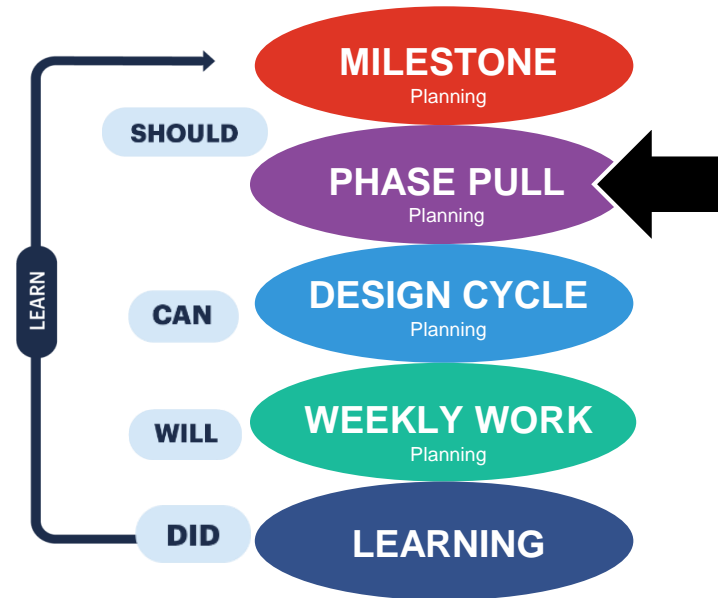 MILESTONE
Planning
SHOULD
PHASE PULL
Planning
DESIGN CYCLE
Planning
LEARN
CAN
WEEKLY WORK
Planning
WILL
DID
LEARNING